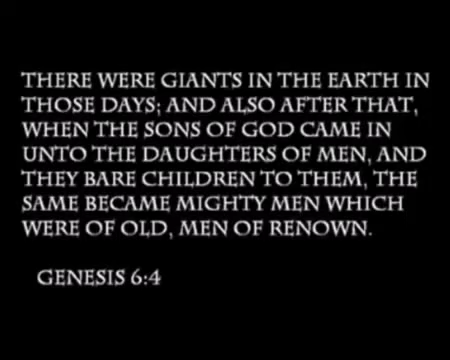 THERE WERE GIANTS IN THE EARTH IN
THOSE DAYS; AND ALSO AFTER THAT,
WHEN THE SONS OF GOD CAME IN
UNTO THE DAUGHTERS OF MEN, AND
THEY BARE CHILDREN TO THEM, THE
SAME BECAME MIGHTY MEN WHICH
WERE OF OLD, MEN OF RENOWN.
GENESIS 6:4